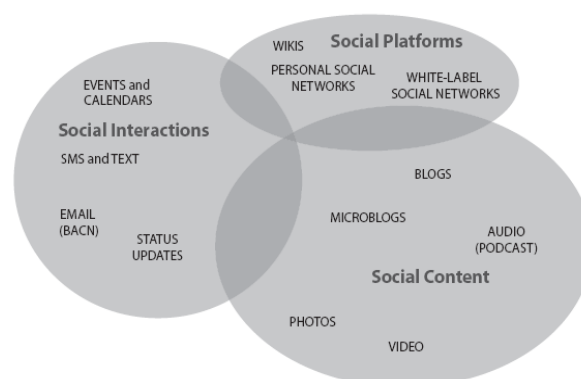 WIKIS
Social Platforms
PERSONAL SOCIAL
NETWORKS
WHITE-LABEL
SOCIAL NETWORKS
EVENTS and
CALENDARS
Social Interactions
SMS and TEXT
EMAIL
(BACN)
STATUS
UPDATES
BLOGS
MICROBLOGS
AUDIO
(PODCAST)
Social Content
PHOTOS
VIDEO